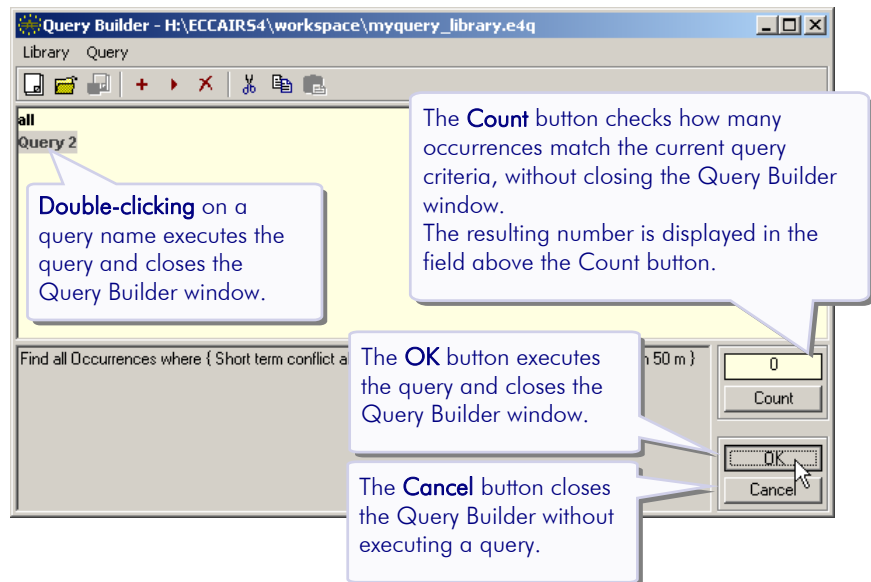 Query Builder - H:\ECCAIRS4\workspace\myquery_library.e4q
Library Query
all
Query 2
The Count button checks how many
occurrences match the current query
criteria, without closing the Query Builder
window.
The resulting number is displayed in the
field above the Count button.
Double-clicking on a
query name executes the
query and closes the
Query Builder window.
Find all Occurrences where { Short term conflict a
50 m }
The OK button executes
the query and closes the
Query Builder window.
0
Count
OK
Cancel
The Cancel button closes
the Query Builder without
executing a query.